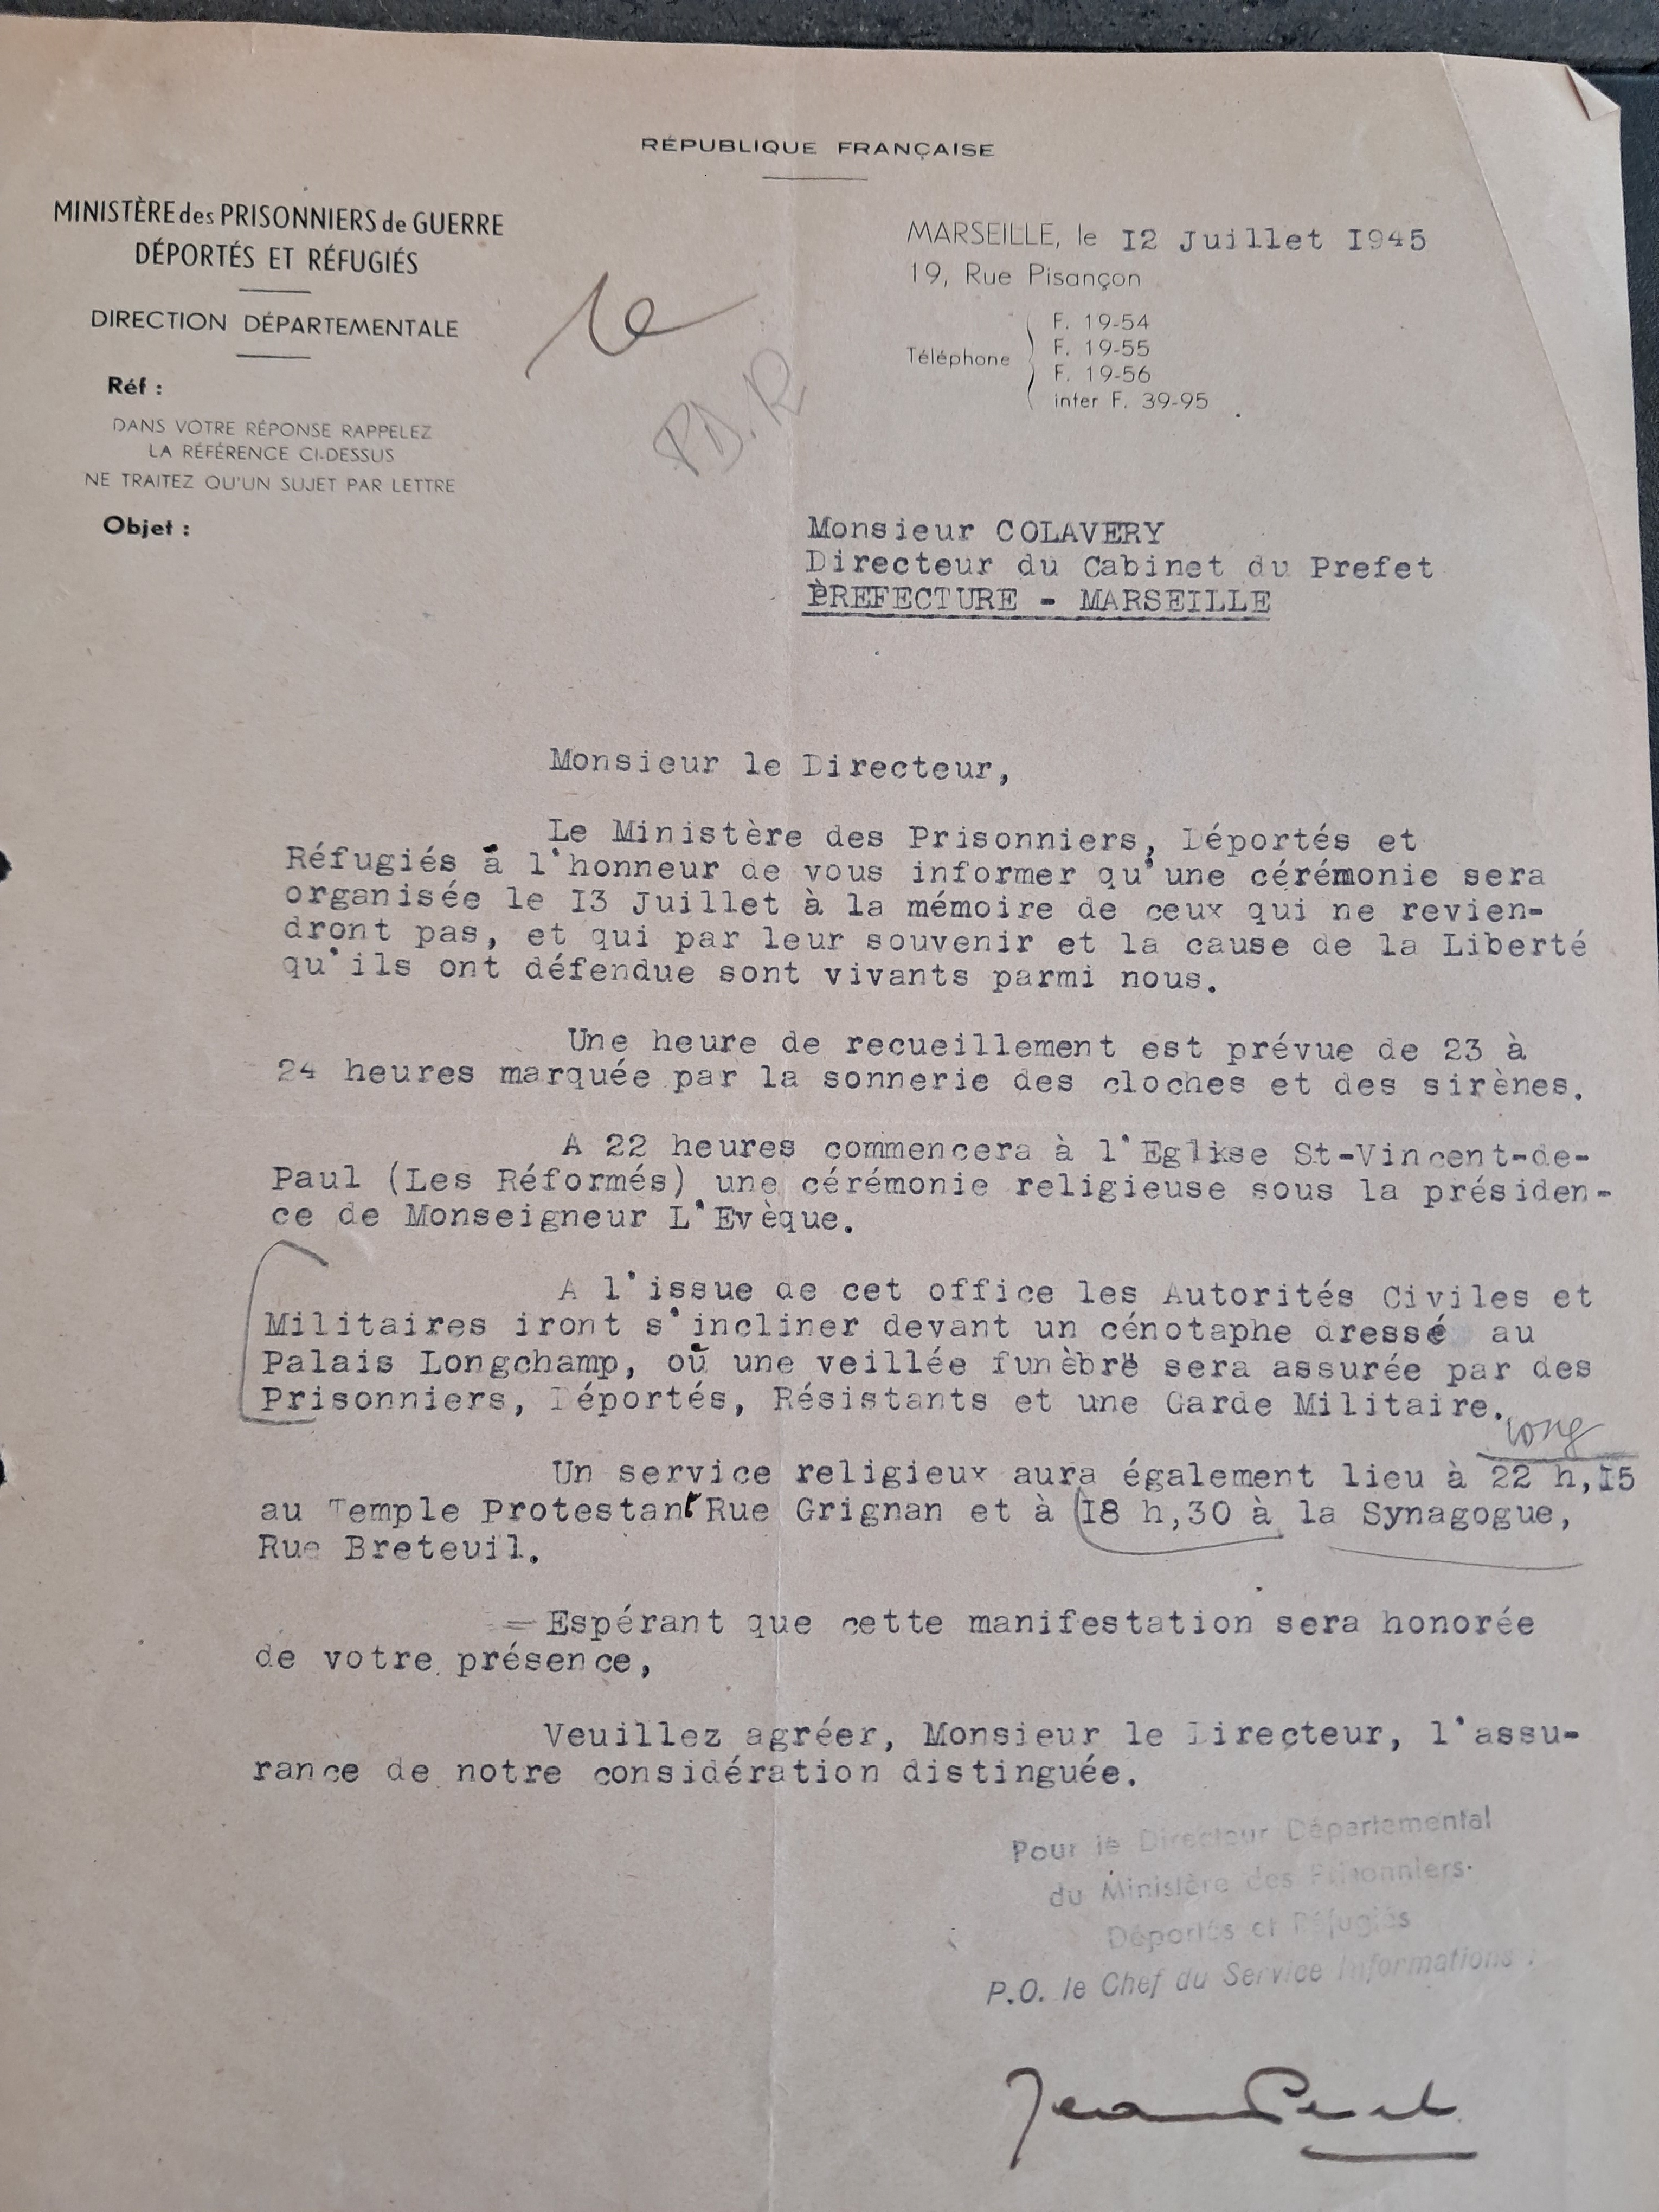 RÉPUBLIQUE FRANÇAISE
MINISTÈRE des PRISONNIERS de GUERRE
DÉPORTÉS ET RÉFUGIÉS
DIRECTION DÉPARTEMENTALE
Réf :
DANS VOTRE RÉPONSE RAPPELEZ
LA RÉFÉRENCE CI-DESSUS
NE TRAITEZ QU'UN SUJET PAR LETTRE
Objet :
MARSEILLE, le I2 Juillet I945
19, Rue Pisançon
Téléphone
F. 19-54
F. 19-55
F. 19-56
inter F. 39-95
P.D.R
Monsieur COLAVERY
Directeur du Cabinet du Prefet
PREFECTURE - MARSEILLE
Monsieur le Directeur,
Le Ministère des Prisonniers, Déportés et
Réfugiés à l'honneur de vous informer qu'une cérémonie sera
organisée le I3 Juillet à la mémoire de ceux qui ne revien-
dront pas, et qui par leur souvenir et la cause de la Liberté
qu'ils ont défendue sont vivants parmi nous.
Une heure de recueillement est prévue de 23 à
24 heures marquée par la sonnerie des cloches et des sirènes.
A 22 heures commencera à l'Eglise St-Vincent-de-
Paul (Les Réformés) une cérémonie religieuse sous la présiden-
ce de Monseigneur L'Evèque.
A l'issue de cet office les Autorités Civiles et
Militaires iront s'incliner devant un cénotaphe dressé au
Palais Longchamp, où une veillée funèbre sera assurée par des
Prisonniers, Déportés, Résistants et une Garde Militaire.
Un service religieux aura également lieu à 22 h,I5
au Temple Protestant Rue Grignan et à I8 h,30 à la Synagogue,
Rue Breteuil.
= Espérant que cette manifestation sera honorée
de votre présence,
Veuillez agréer, Monsieur le Directeur, l'assu-
rance de notre considération distinguée.
Pour le Directeur Départemental
du Ministère des Prisonniers
Déportés et Réfugiés
P.O. le Chef du Service Informations :
Jean